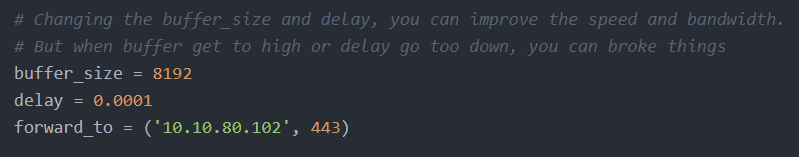 # Changing the buffer_size and delay, you can improve the speed and bandwidth.
# But when buffer get to high or delay go too down, you can broke things
buffer_size = 8192
delay = 0.0001
forward_to = ('10.10.80.102', 443)